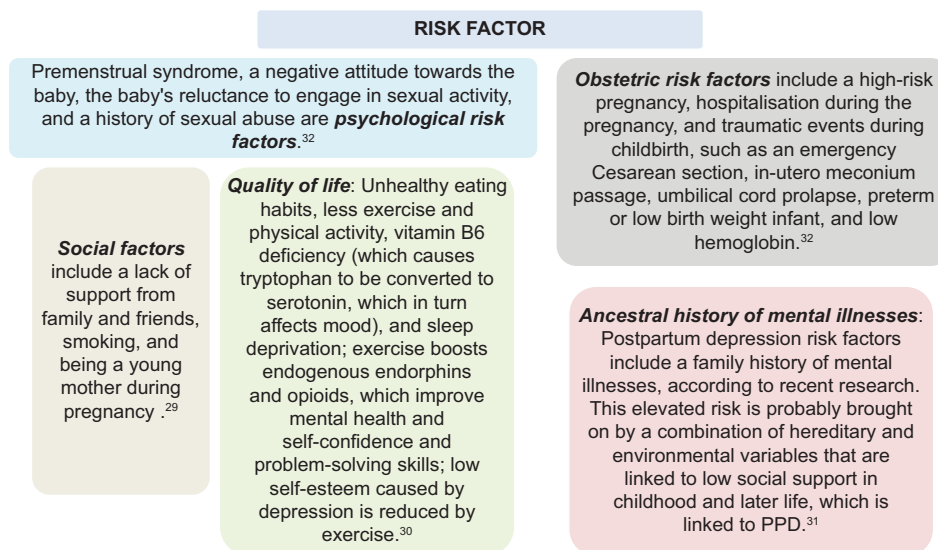 RISK FACTOR
Premenstrual syndrome, a negative attitude towards the
baby, the baby's reluctance to engage in sexual activity,
and a history of sexual abuse are psychological risk
factors.32
Obstetric risk factors include a high-risk
pregnancy, hospitalisation during the
pregnancy, and traumatic events during
childbirth, such as an emergency
Cesarean section, in-utero meconium
passage, umbilical cord prolapse, preterm
or low birth weight infant, and low
hemoglobin.32
Social factors
include a lack of
support from
family and friends,
smoking, and
being a young
mother during
pregnancy .29
Quality of life: Unhealthy eating
habits, less exercise and
physical activity, vitamin B6
deficiency (which causes
tryptophan to be converted to
serotonin, which in turn
affects mood), and sleep
deprivation; exercise boosts
endogenous endorphins
and opioids, which improve
mental health and
self-confidence and
problem-solving skills; low
self-esteem caused by
depression is reduced by
exercise.30
Ancestral history of mental illnesses:
Postpartum depression risk factors
include a family history of mental
illnesses, according to recent research.
This elevated risk is probably brought
on by a combination of hereditary and
environmental variables that are
linked to low social support in
childhood and later life, which is
linked to PPD.31